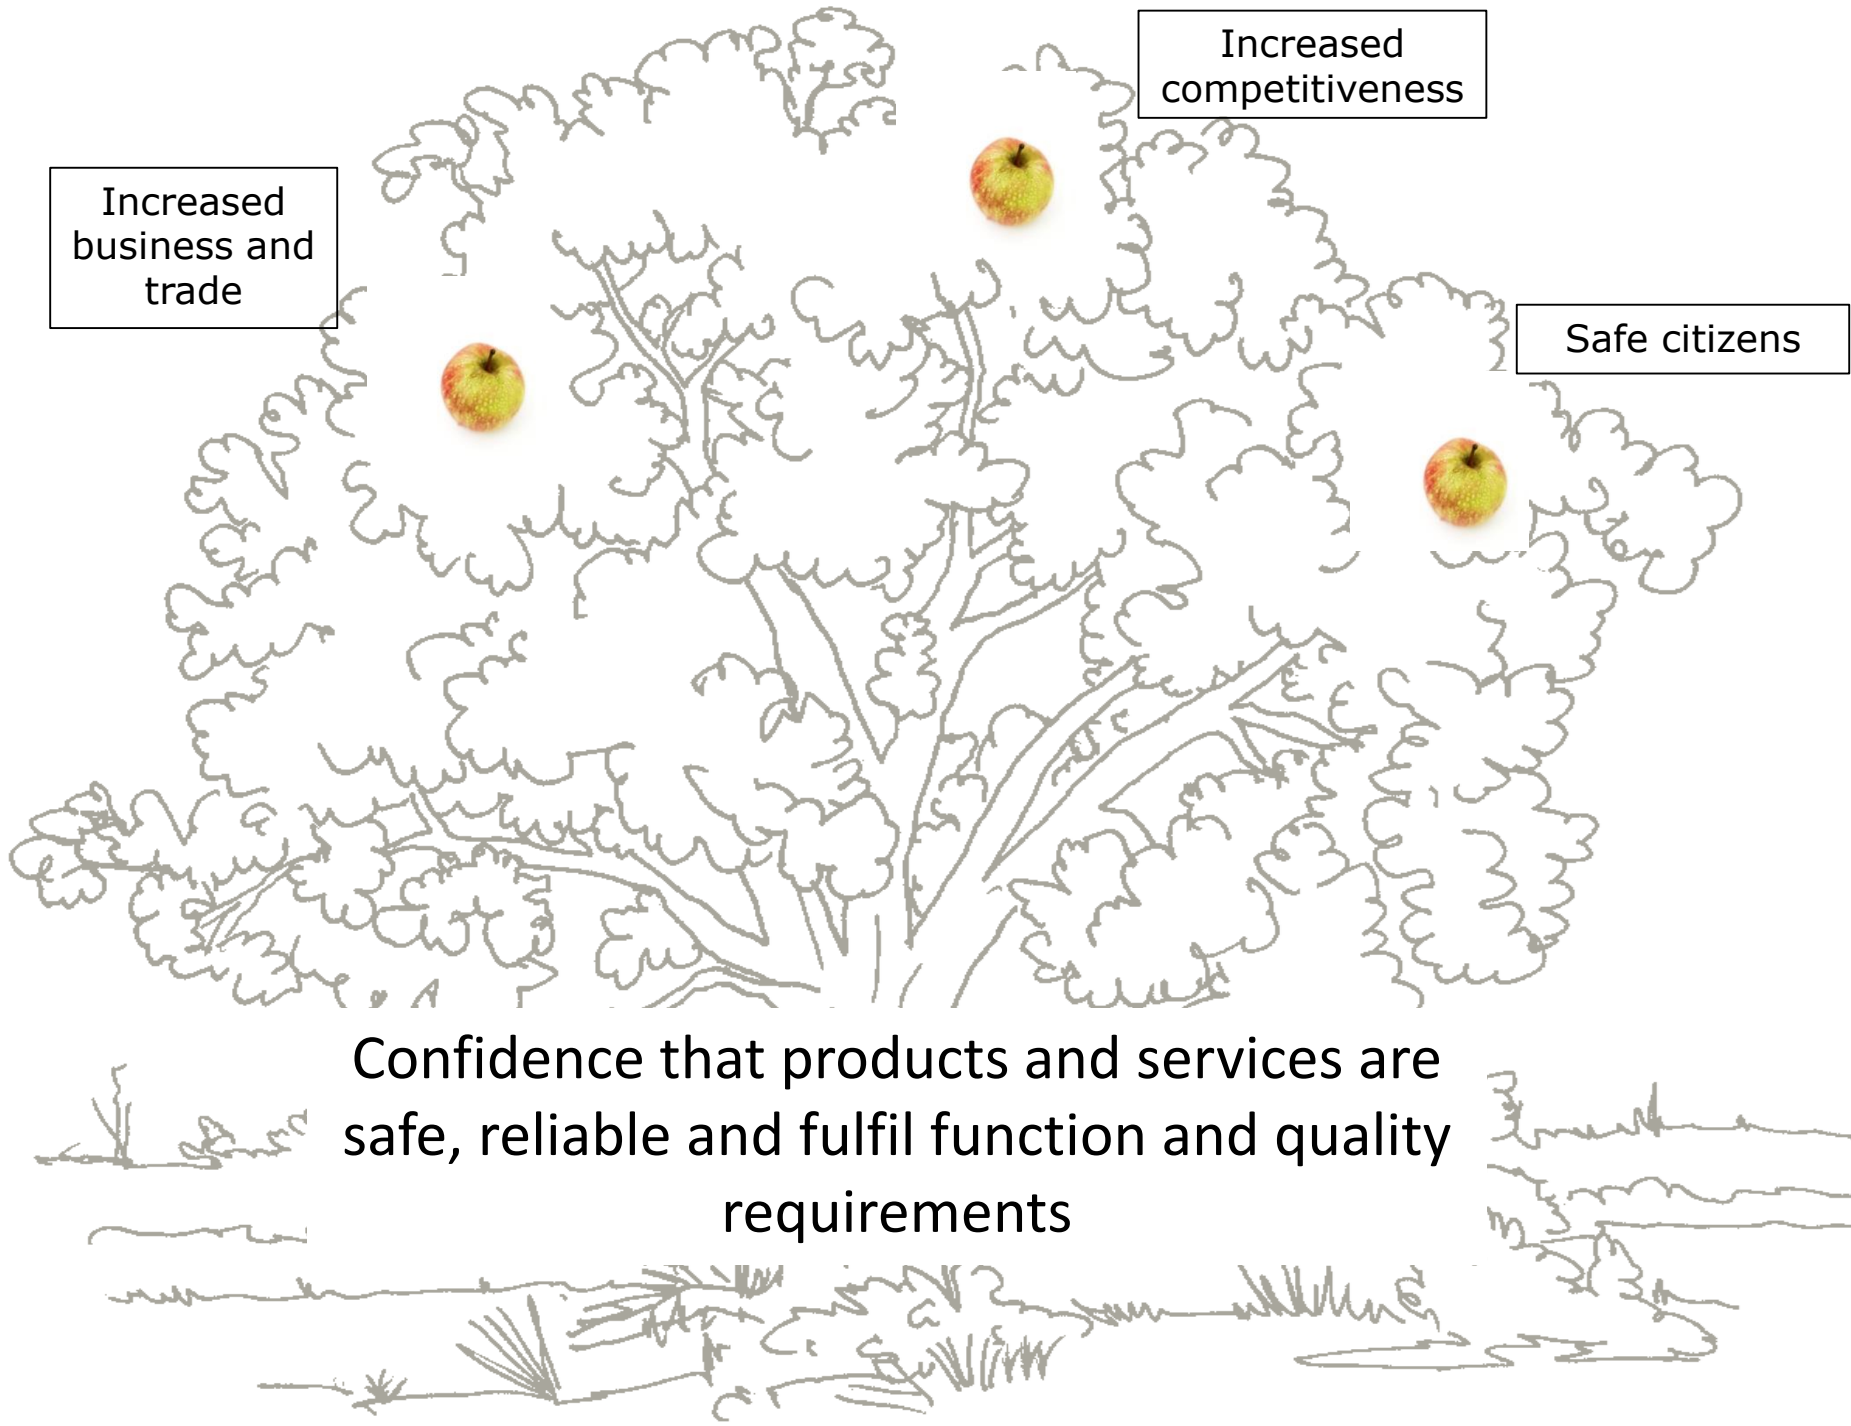 Increased
competitiveness
Increased
business and
trade
Safe citizens
Confidence that products and services are
safe, reliable and fulfil function and quality
requirements